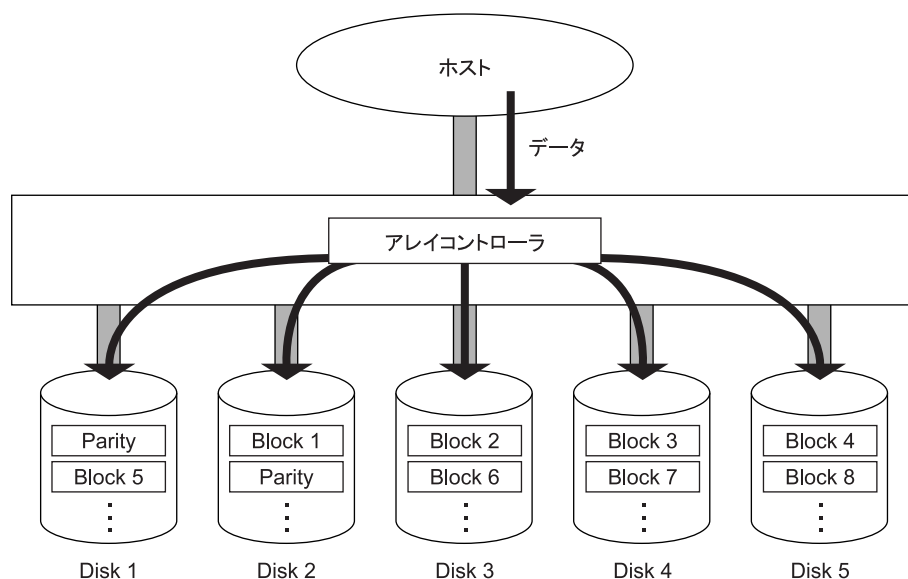 ホスト
データ
アレイコントローラ
Parity
Block 1
Block 2
Block 3
Block 4
Block 5
Parity
Block 6
Block 7
Block 8
Disk 1
Disk 2
Disk 3
Disk 4
Disk 5